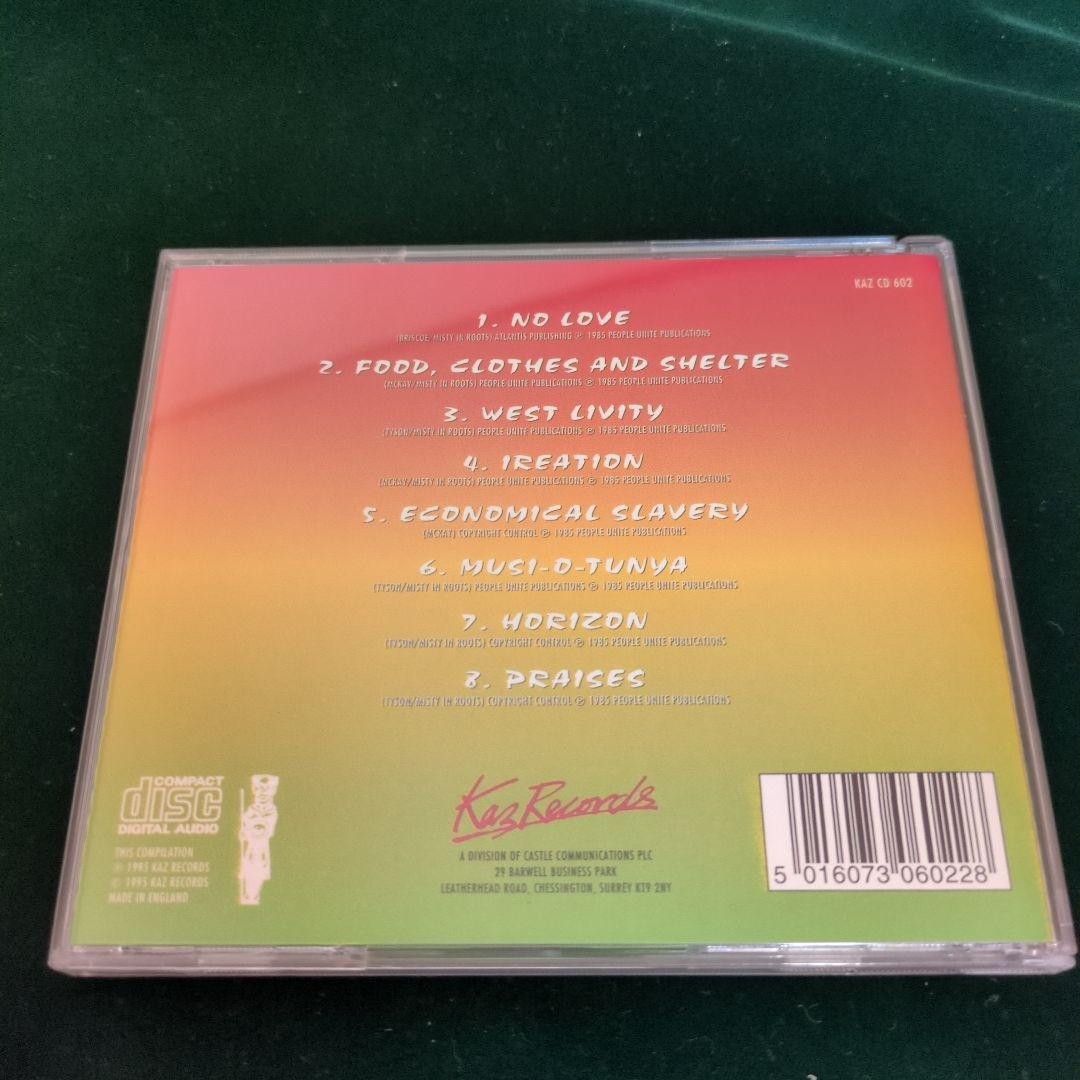 KAZ CD 602
1. NO LOVE
(BRISCOE/MISTY IN ROOTS) ATLANTIS PUBLISHING ℗ 1985 PEOPLE UNITE PUBLICATIONS
2. FOOD, CLOTHES AND SHELTER
(MCKAY/MISTY IN ROOTS) PEOPLE UNITE PUBLICATIONS ℗ 1985 PEOPLE UNITE PUBLICATIONS
3. WEST LIVITY
(TYSON/MISTY IN ROOTS) PEOPLE UNITE PUBLICATIONS ℗ 1985 PEOPLE UNITE PUBLICATIONS
4. IREATION
(MCKAY/MISTY IN ROOTS) PEOPLE UNITE PUBLICATIONS ℗ 1985 PEOPLE UNITE PUBLICATIONS
5. ECONOMICAL SLAVERY
(MCKAY) COPYRIGHT CONTROL ℗ 1985 PEOPLE UNITE PUBLICATIONS
6. MUSI-O-TUNYA
(TYSON/MISTY IN ROOTS) PEOPLE UNITE PUBLICATIONS ℗ 1985 PEOPLE UNITE PUBLICATIONS
7. HORIZON
(TYSON/MISTY IN ROOTS) COPYRIGHT CONTROL ℗ 1985 PEOPLE UNITE PUBLICATIONS
8. PRAISES
(TYSON/MISTY IN ROOTS) COPYRIGHT CONTROL ℗ 1985 PEOPLE UNITE PUBLICATIONS
COMPACT
disc
DIGITAL AUDIO
THIS COMPILATION
℗ 1995 KAZ RECORDS
© 1995 KAZ RECORDS
MADE IN ENGLAND
Kaz Records
A DIVISION OF CASTLE COMMUNICATIONS PLC
29 BARWELL BUSINESS PARK
LEATHERHEAD ROAD, CHESSINGTON, SURREY KT9 2NY
5 016073 060228